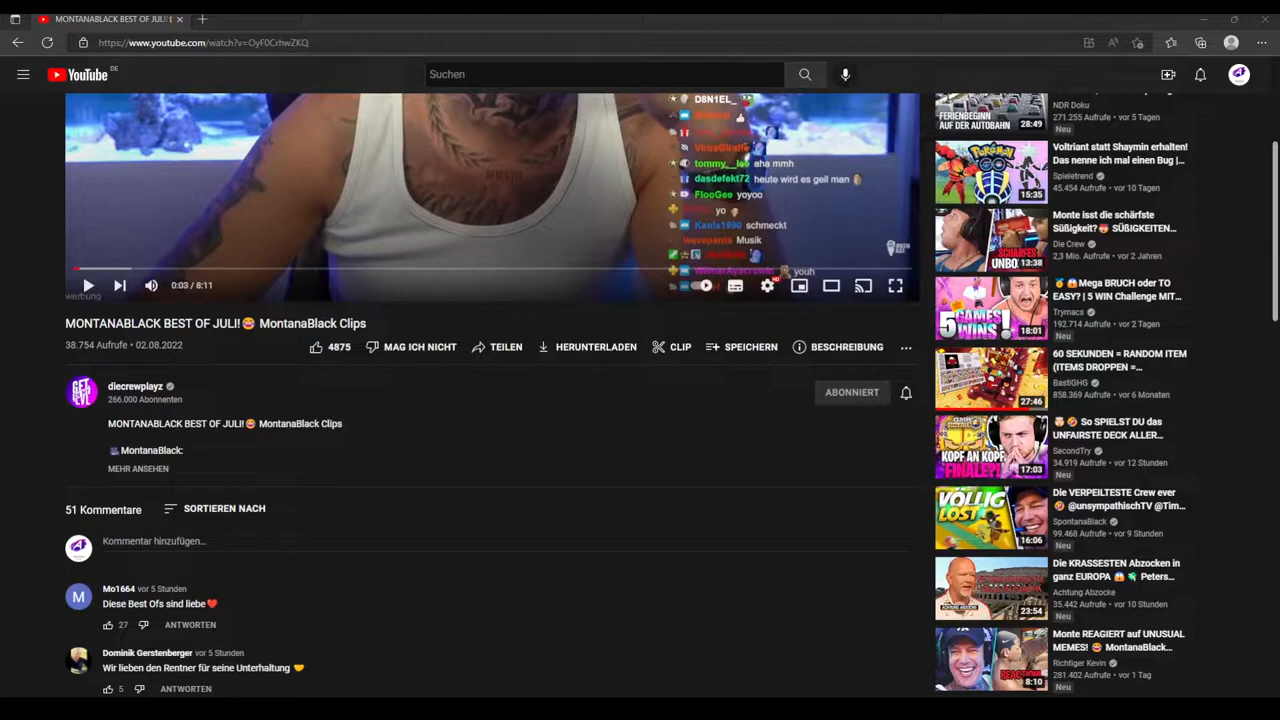 MONTANABLACK BEST OF JULI!
https://www.youtube.com/watch?v=OyF0CrhwZKQ
YouTube DE
Suchen
D8N1EL_
VirusGiraffe
tommy__lee aha mmh
dasdefekt72 heute wird es geil man
FlooGee yoyoo
yo
Kanis1996 schmeckt
wavepanta Musik
WilmarAyacrowin youh
werbung
0:03 / 8:11
HD
MONTANABLACK BEST OF JULI!😂 MontanaBlack Clips
38.754 Aufrufe • 02.08.2022
4875
MAG ICH NICHT
TEILEN
HERUNTERLADEN
CLIP
SPEICHERN
BESCHREIBUNG
diecrewplayz
266.000 Abonnenten
ABONNIERT
MONTANABLACK BEST OF JULI!😂 MontanaBlack Clips
MontanaBlack:
MEHR ANSEHEN
51 Kommentare
SORTIEREN NACH
Kommentar hinzufügen...
M
Mo1664 vor 5 Stunden
Diese Best Ofs sind liebe❤️
27
ANTWORTEN
Dominik Gerstenberger vor 5 Stunden
Wir lieben den Rentner für seine Unterhaltung 🤝
5
ANTWORTEN
FERIENBEGINN
AUF DER AUTOBAHN
28:49
NDR Doku
271.255 Aufrufe • vor 5 Tagen
Neu
Pokémon
GO
15:35
Voltriant statt Shaymin erhalten!
Das nenne ich mal einen Bug |...
Spieletrend
45.454 Aufrufe • vor 10 Tagen
SCHÄRFSTES
UNBO
13:38
Monte isst die schärfste
Süßigkeit? SÜßIGKEITEN...
Die Crew
2,3 Mio. Aufrufe • vor 2 Jahren
5 GAMES
WINS!
18:01
🥇😱Mega BRUCH oder TO
EASY? | 5 WIN Challenge MIT...
Trymacs
192.714 Aufrufe • vor 2 Tagen
Neu
27:46
60 SEKUNDEN = RANDOM ITEM
(ITEMS DROPPEN =...
BastiGHG
858.369 Aufrufe • vor 6 Monaten
KOPF AN KOPF
FINALE?!
17:03
🤯🤣 So SPIELST DU das
UNFAIRSTE DECK ALLER...
SecondTry
34.919 Aufrufe • vor 12 Stunden
Neu
VÖLLIG
LOST
16:06
Die VERPEILTESTE Crew ever
🤣 @unsympathischTV @Tim...
SpontanaBlack
99.468 Aufrufe • vor 9 Stunden
Neu
ACHTUNG ABZOCKE
23:54
Die KRASSESTEN Abzocken in
ganz EUROPA 😱💸 Peters...
Achtung Abzocke
35.442 Aufrufe • vor 10 Stunden
Neu
REACTION
8:10
Monte REAGIERT auf UNUSUAL
MEMES! 😂 MontanaBlack...
Richtiger Kevin
281.402 Aufrufe • vor 1 Tag
Neu